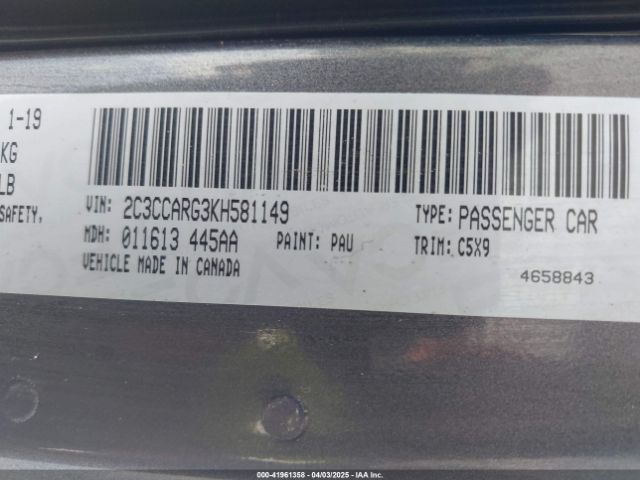 1-19
KG
LB
SAFETY,
VIN: 2C3CCARG3KH581149
TYPE: PASSENGER CAR
MDH: 011613 445AA
PAINT: PAU
TRIM: C5X9
VEHICLE MADE IN CANADA
4658843
000-41961358 - 04/03/2025 - IAA Inc.